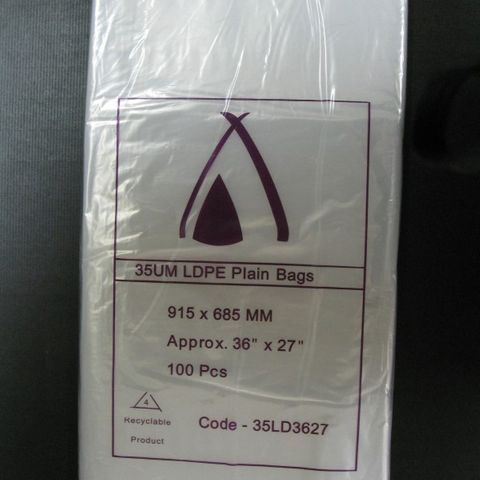 35UM LDPE Plain Bags
915 x 685 MM
Approx. 36" x 27"
100 Pcs
4
Recyclable
Product
Code - 35LD3627